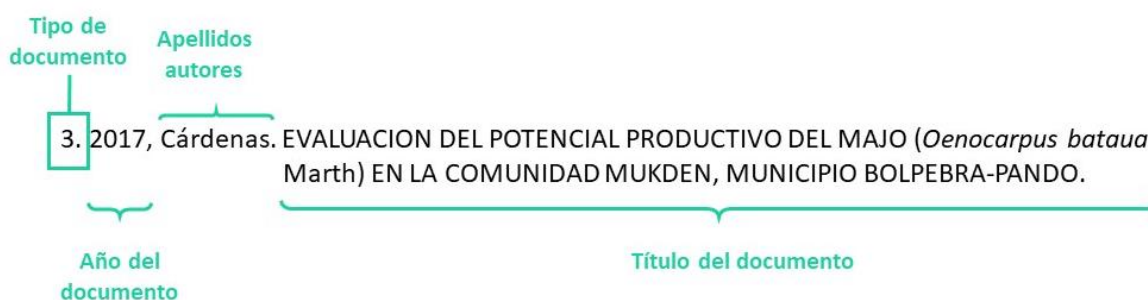 Tipo de
documento
Apellidos
autores
3. 2017, Cárdenas. EVALUACION DEL POTENCIAL PRODUCTIVO DEL MAJO (Oenocarpus bataua
Marth) EN LA COMUNIDAD MUKDEN, MUNICIPIO BOLPEBRA-PANDO.
Año del
documento
Título del documento